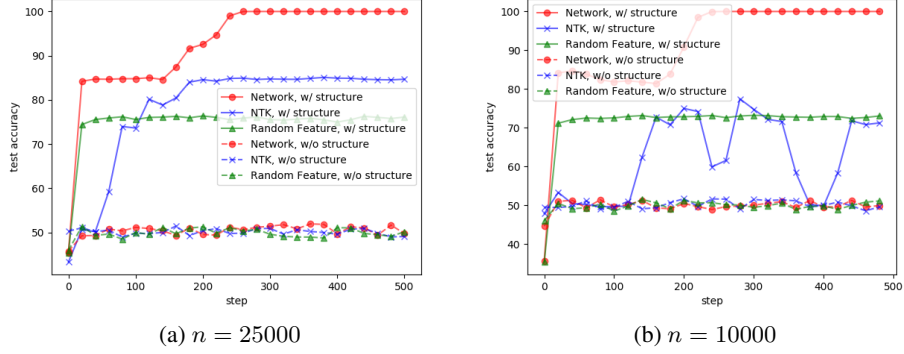 100
90
80
70
60
50
test accuracy
Network, w/ structure
NTK, w/ structure
Random Feature, w/ structure
Network, w/o structure
NTK, w/o structure
Random Feature, w/o structure
0 100 200 300 400 500
step
(a) n = 25000
100
90
80
70
60
50
40
test accuracy
Network, w/ structure
NTK, w/ structure
Random Feature, w/ structure
Network, w/o structure
NTK, w/o structure
Random Feature, w/o structure
0 100 200 300 400 500
step
(b) n = 10000